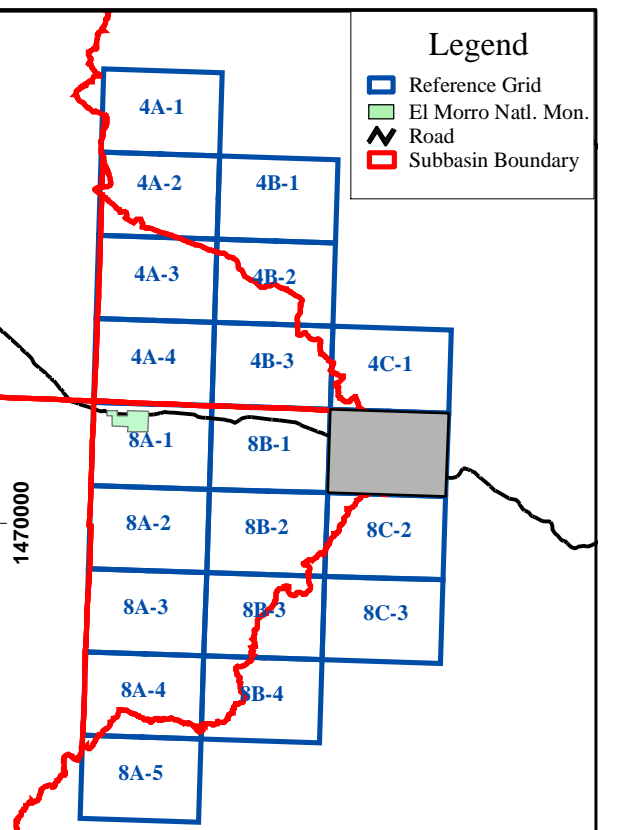 Legend
Reference Grid
El Morro Natl. Mon.
Road
Subbasin Boundary
4A-1
4A-2
4B-1
4A-3
4B-2
4A-4
4B-3
4C-1
8A-1
8B-1
8A-2
8B-2
8C-2
8A-3
8B-3
8C-3
8A-4
8B-4
8A-5
1470000